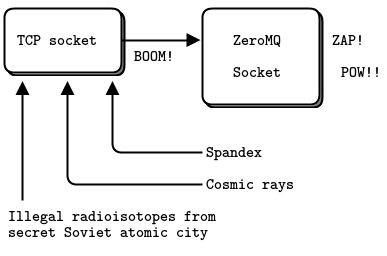 TCP socket
BOOM!
ZeroMQ
Socket
ZAP!
POW!!
Spandex
Cosmic rays
Illegal radioisotopes from
secret Soviet atomic city